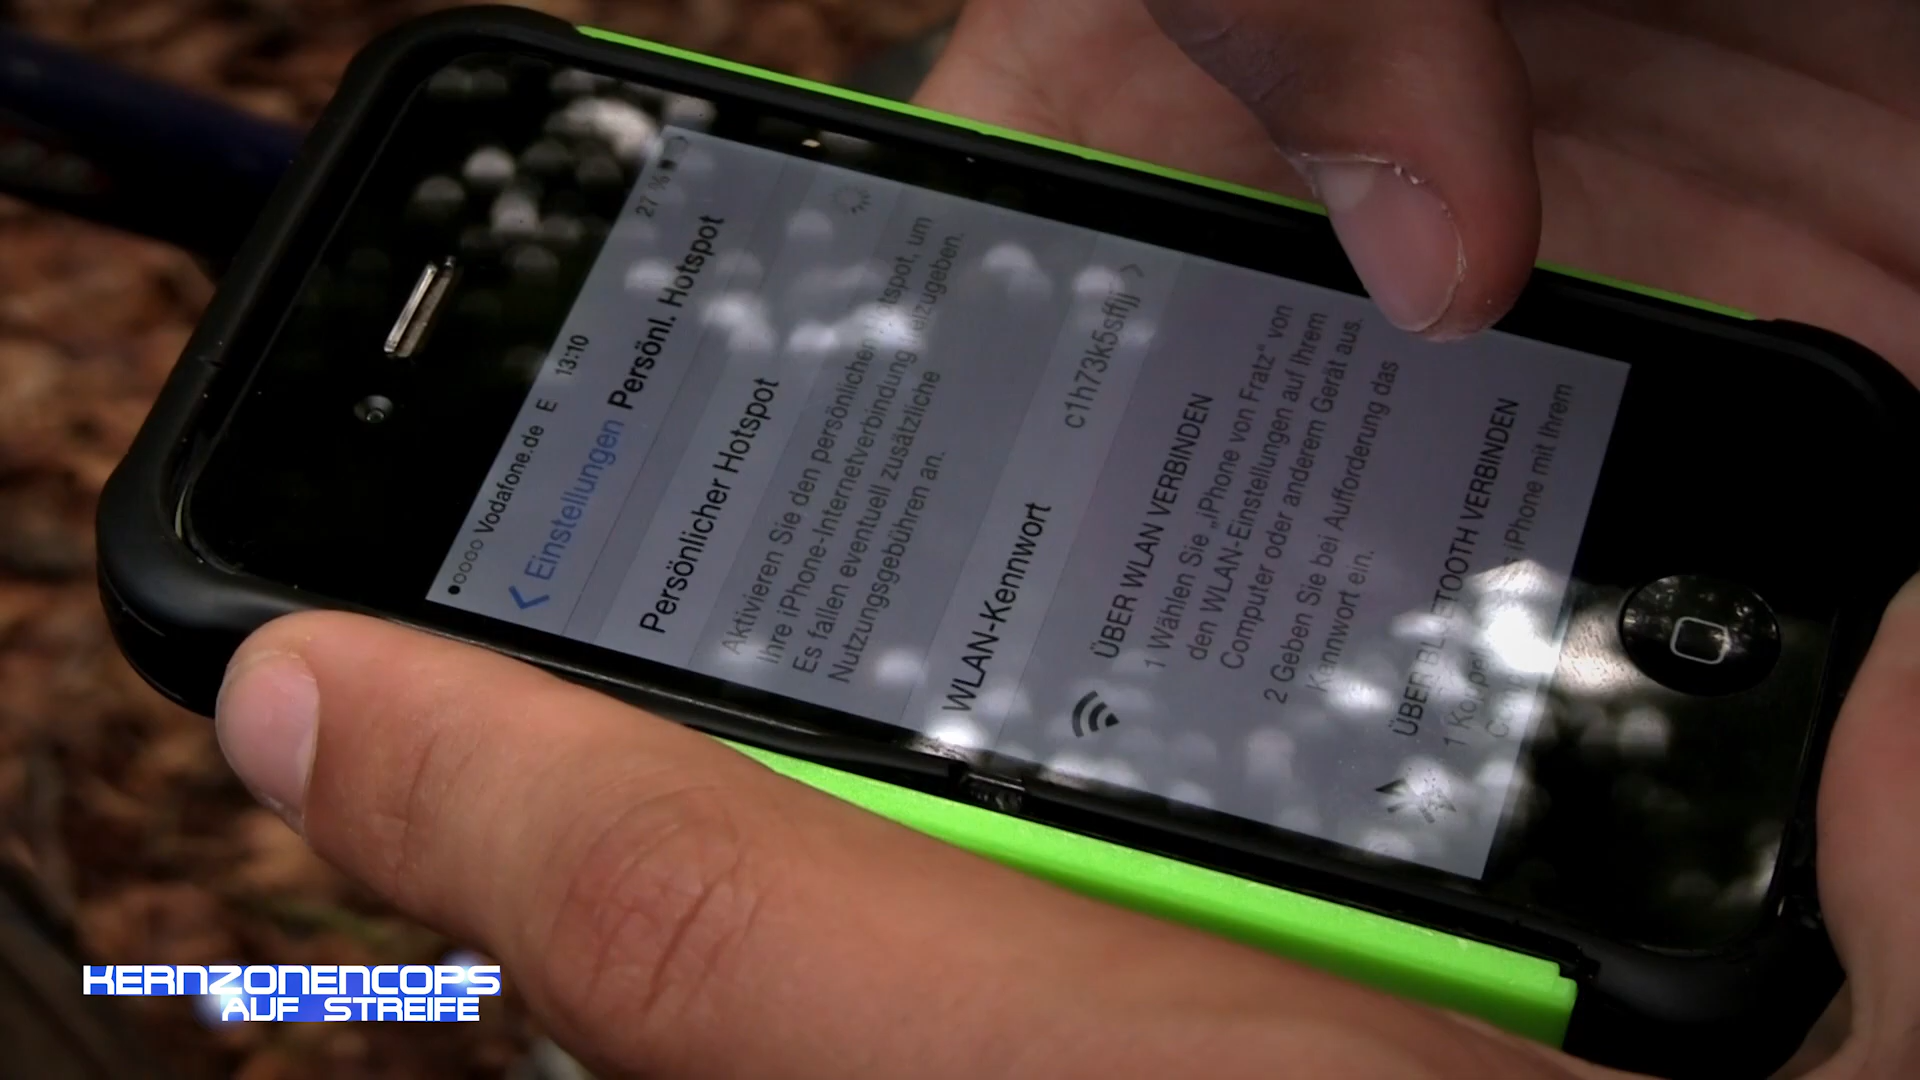 Vodafone.de E 13:10 27 %
Einstellungen Persönl. Hotspot
Persönlicher Hotspot
Aktivieren Sie den persönlichen Hotspot, um
Ihre iPhone-Internetverbindung freizugeben.
Es fallen eventuell zusätzliche
Nutzungsgebühren an.
WLAN-Kennwort c1h73k5sffjj
ÜBER WLAN VERBINDEN
1 Wählen Sie „iPhone von Fratz“ von
den WLAN-Einstellungen auf Ihrem
Computer oder anderem Gerät aus.
2 Geben Sie bei Aufforderung das
Kennwort ein.
ÜBER BLUETOOTH VERBINDEN
1 iPhone mit Ihrem
KERNZONENCOPS
AUF STREIFE